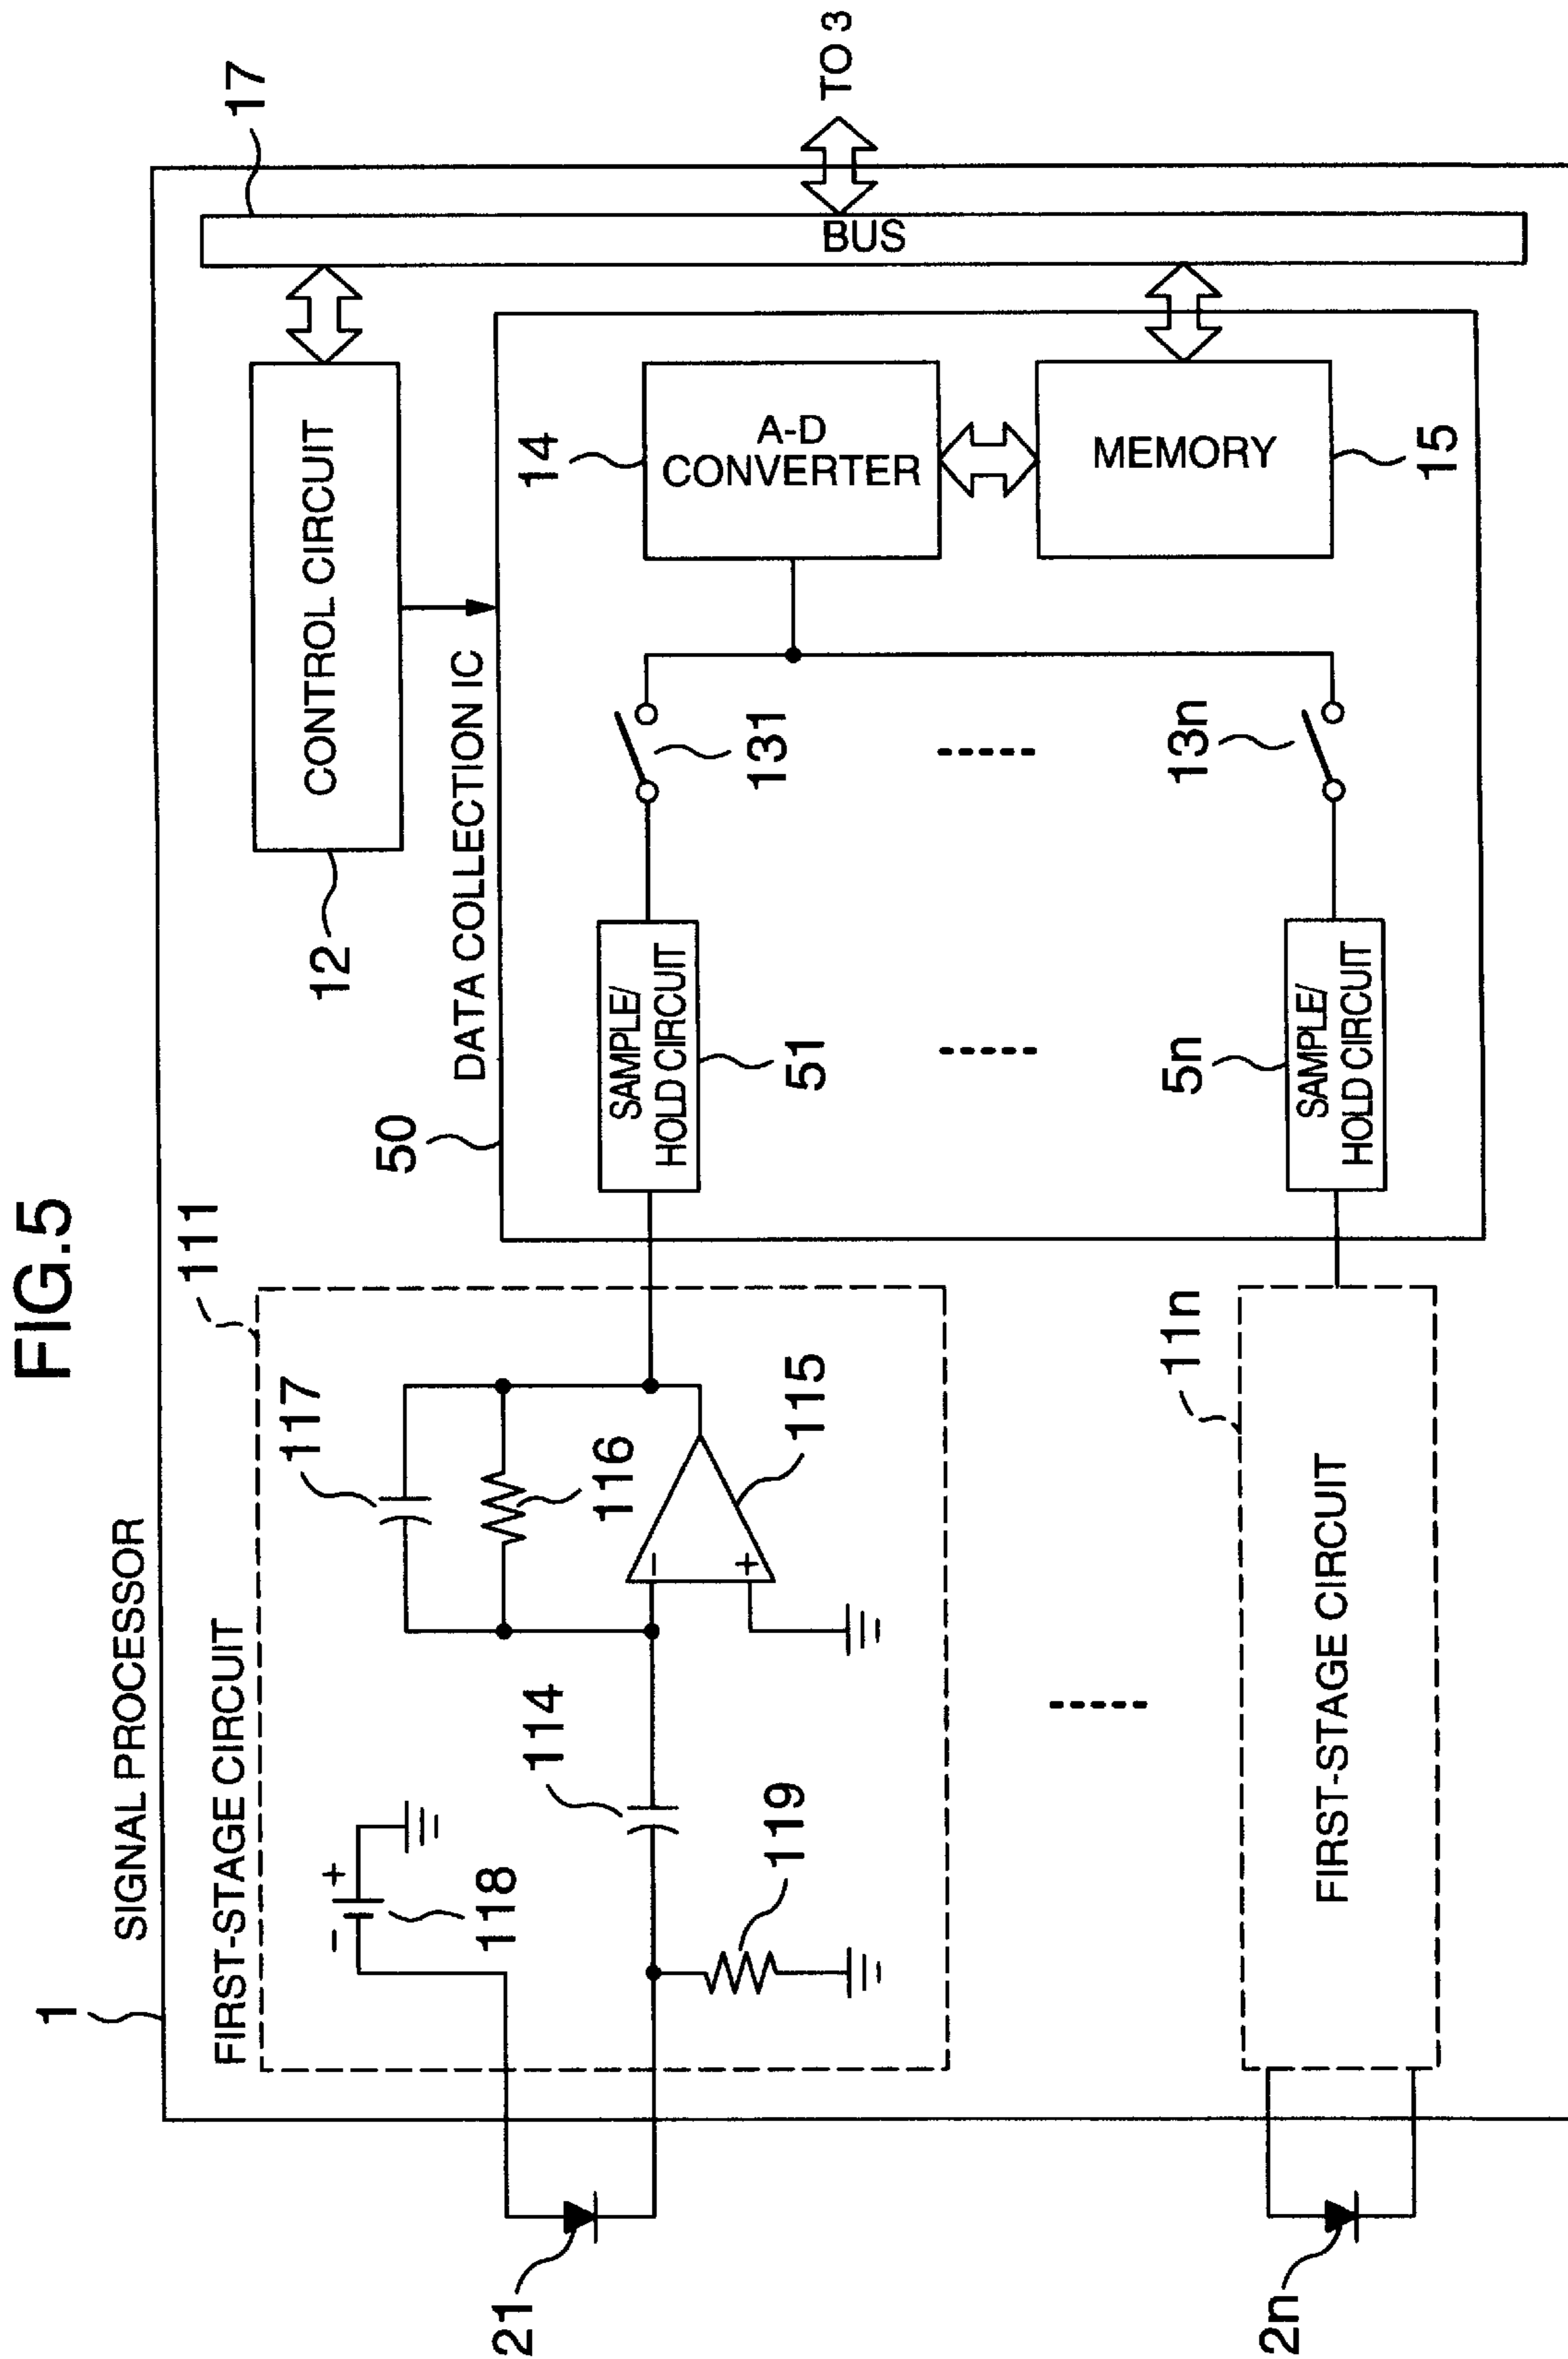 FIG.5
SIGNAL PROCESSOR
1
FIRST-STAGE CIRCUIT
111
117
116
115
114
118
119
−
+
−
+
21
12
CONTROL CIRCUIT
17
BUS
TO 3
DATA COLLECTION IC
50
SAMPLE/
HOLD CIRCUIT
51
131
14
A-D
CONVERTER
MEMORY
15
13n
5n
SAMPLE/
HOLD CIRCUIT
11n
FIRST-STAGE CIRCUIT
2n